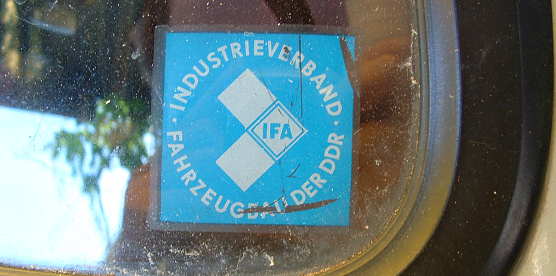 · INDUSTRIEVERBAND ·
FAHRZEUGBAU DER DDR
IFA